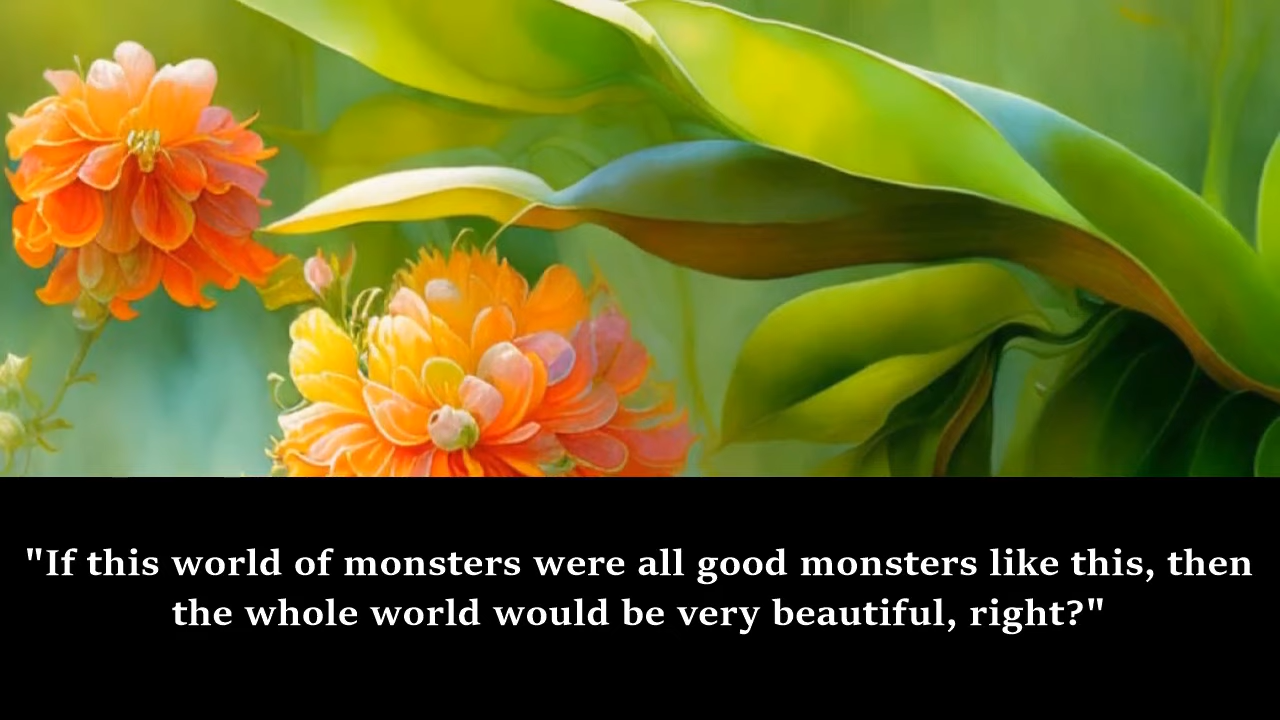 "If this world of monsters were all good monsters like this, then
the whole world would be very beautiful, right?"